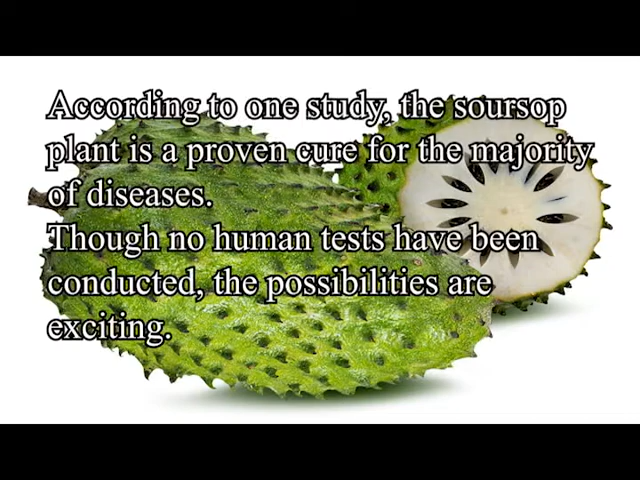 According to one study, the soursop
plant is a proven cure for the majority
of diseases.
Though no human tests have been
conducted, the possibilities are
exciting.